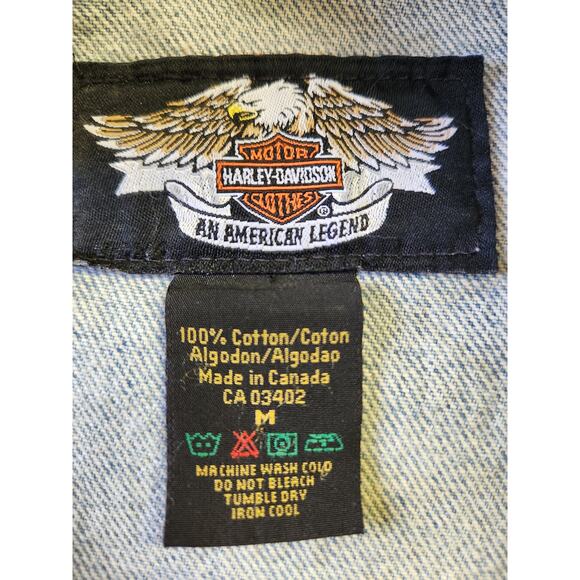 MOTOR
HARLEY-DAVIDSON
CLOTHES
®
AN AMERICAN LEGEND
100% Cotton/Coton
Algodon/Algodao
Made in Canada
CA 03402
M
MACHINE WASH COLD
DO NOT BLEACH
TUMBLE DRY
IRON COOL